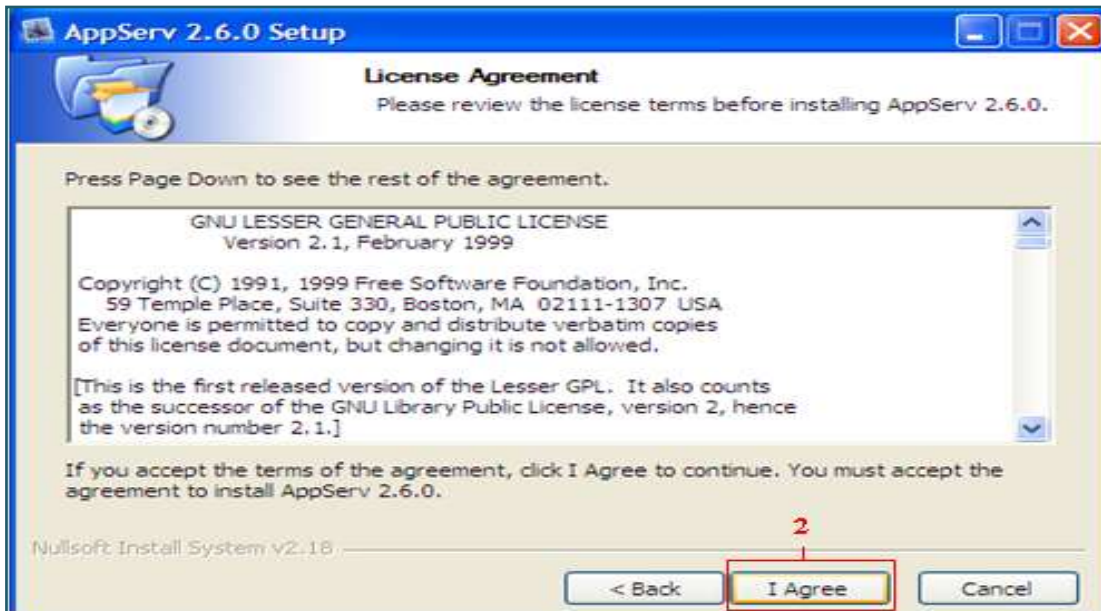 AppServ 2.6.0 Setup
License Agreement
Please review the license terms before installing AppServ 2.6.0.
Press Page Down to see the rest of the agreement.
GNU LESSER GENERAL PUBLIC LICENSE
Version 2.1, February 1999
Copyright (C) 1991, 1999 Free Software Foundation, Inc.
59 Temple Place, Suite 330, Boston, MA 02111-1307 USA
Everyone is permitted to copy and distribute verbatim copies
of this license document, but changing it is not allowed.
[This is the first released version of the Lesser GPL. It also counts
as the successor of the GNU Library Public License, version 2, hence
the version number 2.1.]
If you accept the terms of the agreement, click I Agree to continue. You must accept the
agreement to install AppServ 2.6.0.
2
Nullsoft Install System v2.18
< Back
I Agree
Cancel